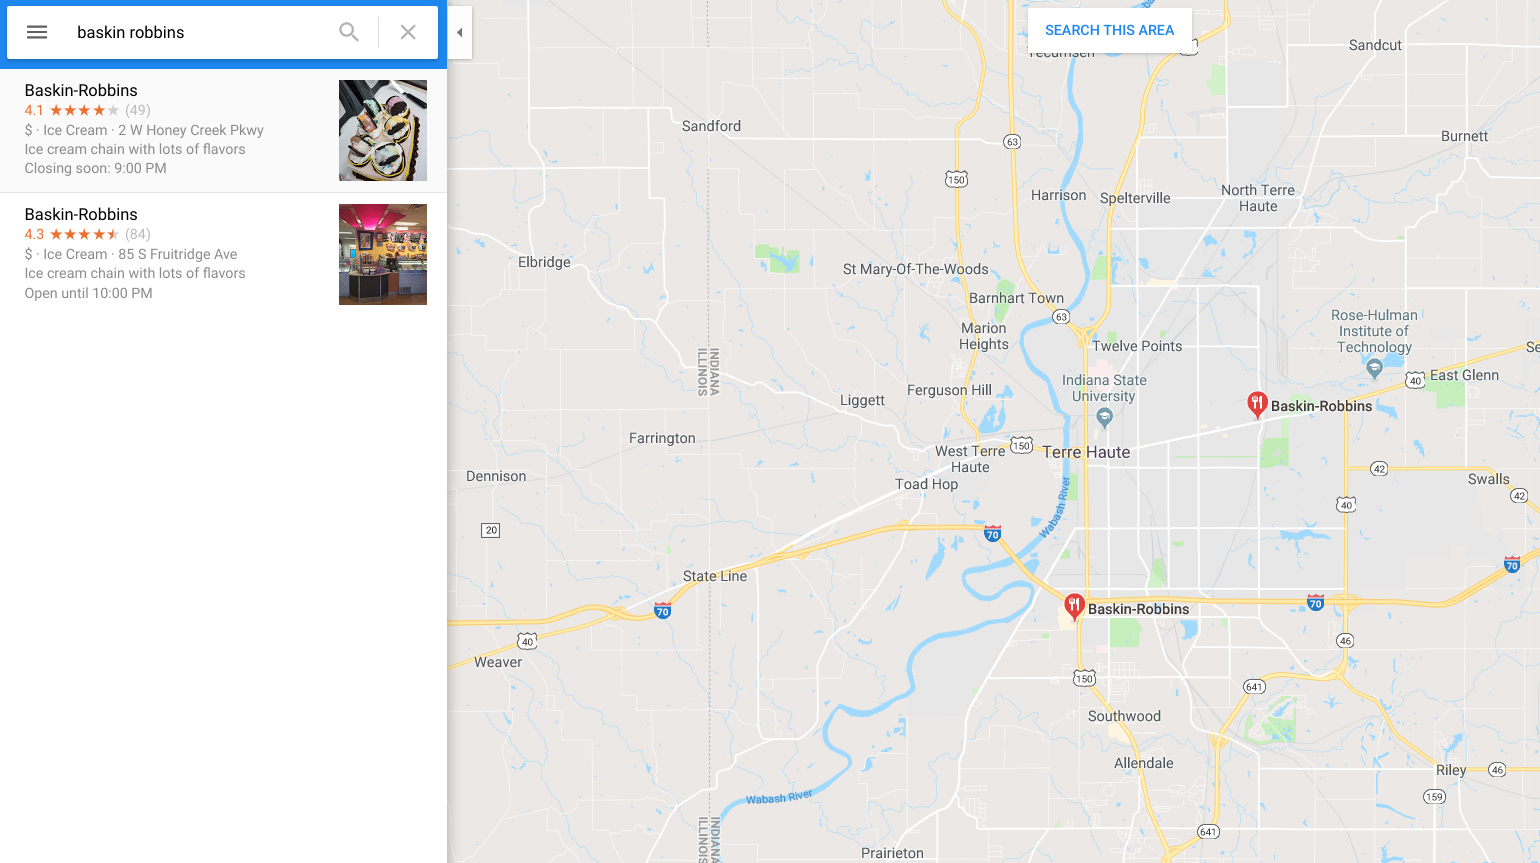 baskin robbins
Baskin-Robbins
4.1 ★★★★★ (49)
$ · Ice Cream · 2 W Honey Creek Pkwy
Ice cream chain with lots of flavors
Closing soon: 9:00 PM
Baskin-Robbins
4.3 ★★★★★ (84)
$ · Ice Cream · 85 S Fruitridge Ave
Ice cream chain with lots of flavors
Open until 10:00 PM
SEARCH THIS AREA
Tecumseh
Sandcut
Sandford
63
Burnett
150
Harrison
Spelterville
North Terre
Haute
Elbridge
St Mary-Of-The-Woods
Barnhart Town
63
Marion
Heights
Twelve Points
Rose-Hulman
Institute of
Technology
INDIANA
ILLINOIS
Indiana State
University
Ferguson Hill
40
East Glenn
Se
Liggett
Baskin-Robbins
Farrington
150
West Terre
Haute
Terre Haute
Dennison
Toad Hop
42
Swalls
42
40
Wabash River
20
70
70
State Line
70
70
Baskin-Robbins
40
46
Weaver
150
641
Southwood
Allendale
Riley
46
159
Wabash River
INDIANA
ILLINOIS
641
Prairieton